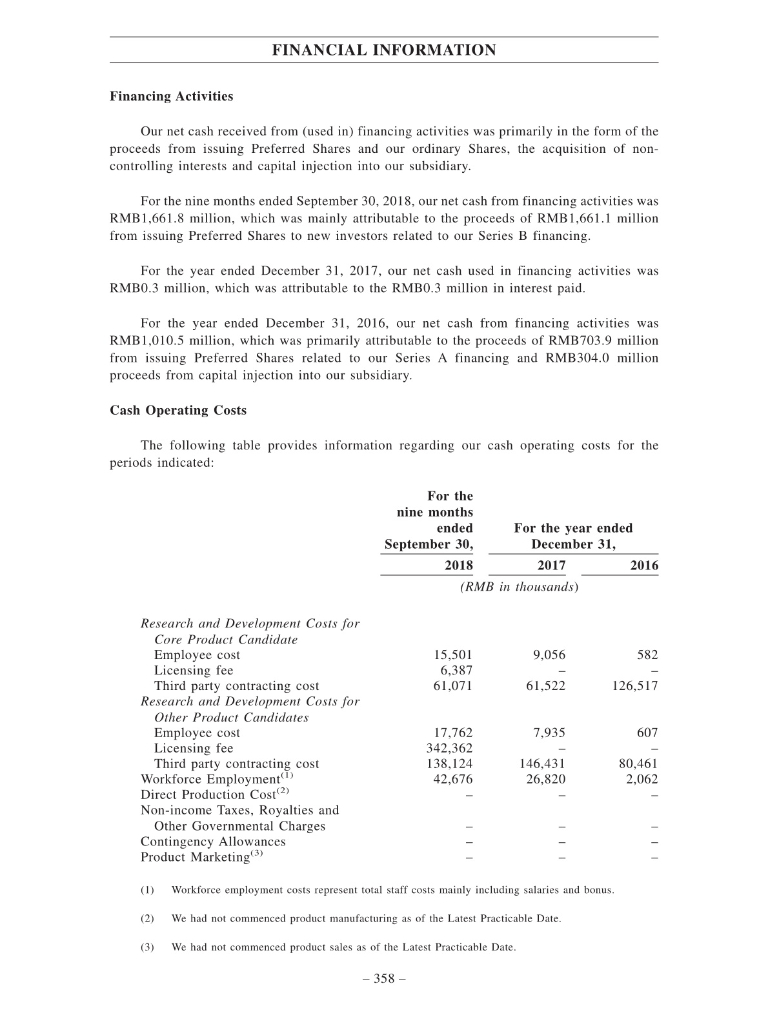 FINANCIAL INFORMATION
Financing Activities
Our net cash received from (used in) financing activities was primarily in the form of the
proceeds from issuing Preferred Shares and our ordinary Shares, the acquisition of non-
controlling interests and capital injection into our subsidiary.
For the nine months ended September 30, 2018, our net cash from financing activities was
RMB1,661.8 million, which was mainly attributable to the proceeds of RMB1,661.1 million
from issuing Preferred Shares to new investors related to our Series B financing.
For the year ended December 31, 2017, our net cash used in financing activities was
RMB0.3 million, which was attributable to the RMB0.3 million in interest paid.
For the year ended December 31, 2016, our net cash from financing activities was
RMB1,010.5 million, which was primarily attributable to the proceeds of RMB703.9 million
from issuing Preferred Shares related to our Series A financing and RMB304.0 million
proceeds from capital injection into our subsidiary.
Cash Operating Costs
The following table provides information regarding our cash operating costs for the
periods indicated:
For the
nine months
ended For the year ended
September 30, December 31,
2018 2017 2016
(RMB in thousands)
Research and Development Costs for
Core Product Candidate
Employee cost 15,501 9,056 582
Licensing fee 6,387 – –
Third party contracting cost 61,071 61,522 126,517
Research and Development Costs for
Other Product Candidates
Employee cost 17,762 7,935 607
Licensing fee 342,362 – –
Third party contracting cost 138,124 146,431 80,461
Workforce Employment(1) 42,676 26,820 2,062
Direct Production Cost(2) – – –
Non-income Taxes, Royalties and
Other Governmental Charges – – –
Contingency Allowances – – –
Product Marketing(3) – – –
(1) Workforce employment costs represent total staff costs mainly including salaries and bonus.
(2) We had not commenced product manufacturing as of the Latest Practicable Date.
(3) We had not commenced product sales as of the Latest Practicable Date.
– 358 –